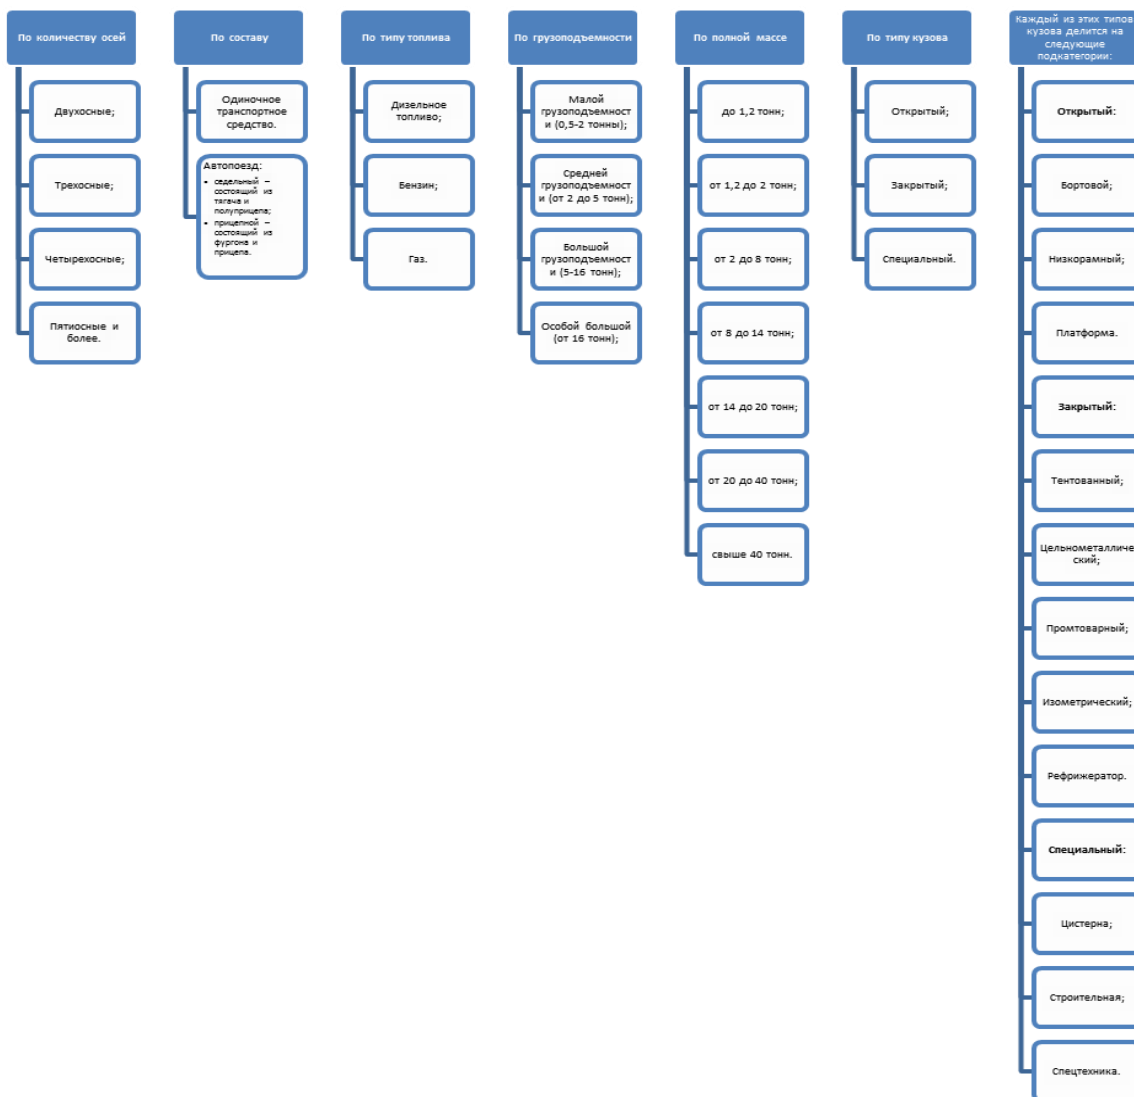 По количеству осей
Двухосные;
Трехосные;
Четырехосные;
Пятиосные и
более.
По составу
Одиночное
транспортное
средство.
Автопоезд:
• седельный –
состоящий из
тягача и
полуприцепа;
• прицепной –
состоящий из
фургона и
прицепа.
По типу топлива
Дизельное
топливо;
Бензин;
Газ.
По грузоподъемности
Малой
грузоподъемност
и (0,5-2 тонны);
Средней
грузоподъемност
и (от 2 до 5 тонн);
Большой
грузоподъемност
и (5-16 тонн);
Особой большой
(от 16 тонн);
По полной массе
до 1,2 тонн;
от 1,2 до 2 тонн;
от 2 до 8 тонн;
от 8 до 14 тонн;
от 14 до 20 тонн;
от 20 до 40 тонн;
свыше 40 тонн.
По типу кузова
Открытый;
Закрытый;
Специальный.
Каждый из этих типов
кузова делится на
следующие
подкатегории:
Открытый:
Бортовой;
Низкорамный;
Платформа.
Закрытый:
Тентованный;
Цельнометалличе
ский;
Промтоварный;
Изометрический;
Рефрижератор.
Специальный:
Цистерна;
Строительная;
Спецтехника.